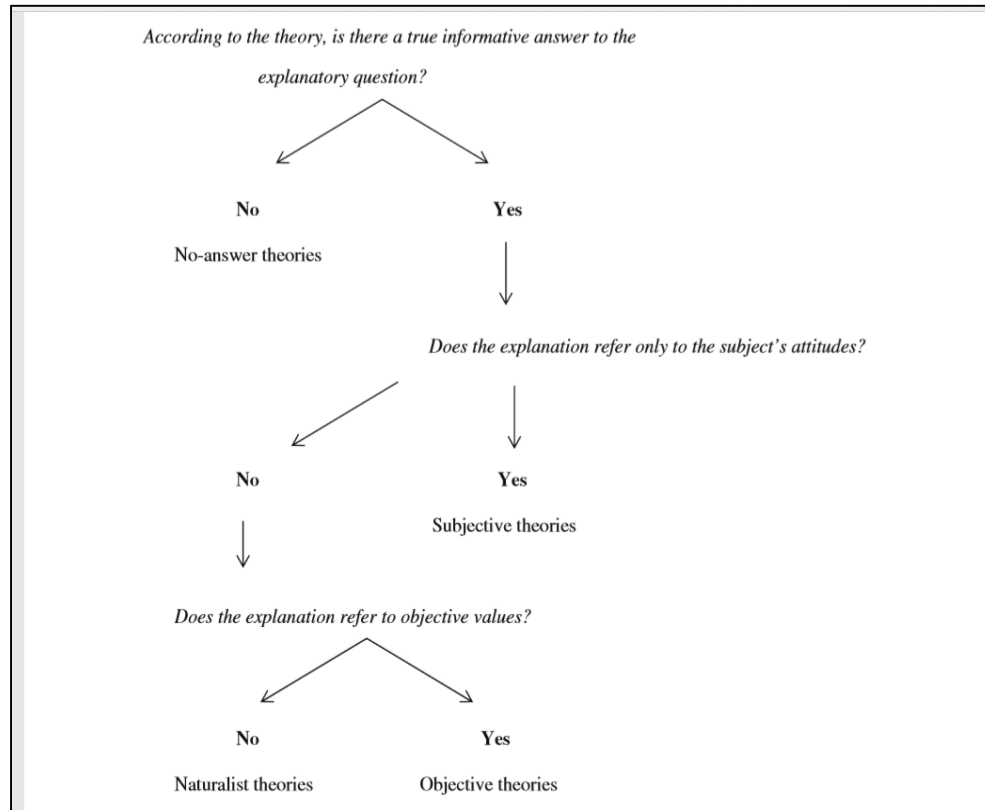 According to the theory, is there a true informative answer to the
explanatory question?
No
Yes
No-answer theories
Does the explanation refer only to the subject's attitudes?
No
Yes
Subjective theories
Does the explanation refer to objective values?
No
Yes
Naturalist theories
Objective theories